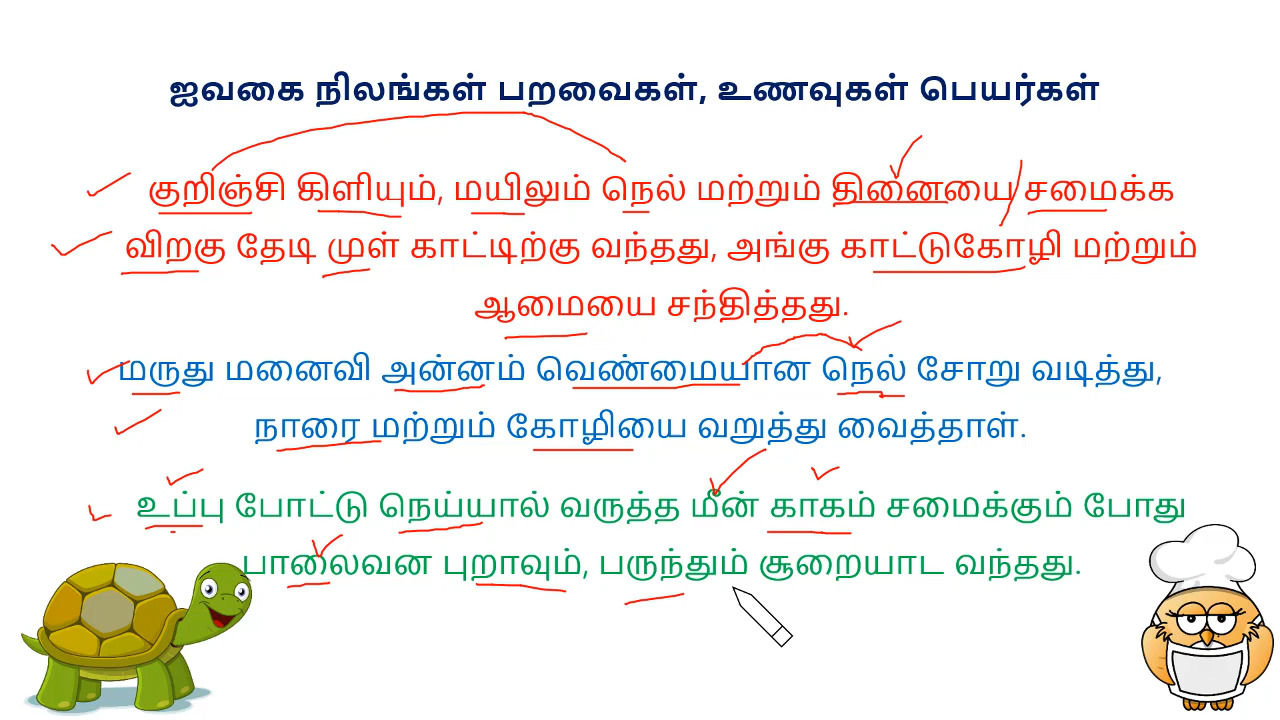 ஐவகை நிலங்கள் பறவைகள், உணவுகள் பெயர்கள்
குறிஞ்சி கிளியும், மயிலும் நெல் மற்றும் தினையை சமைக்க
விறகு தேடி முள் காட்டிற்கு வந்தது, அங்கு காட்டுகோழி மற்றும்
ஆமையை சந்தித்தது.
மருது மனைவி அன்னம் வெண்மையான நெல் சோறு வடித்து,
நாரை மற்றும் கோழியை வறுத்து வைத்தாள்.
உப்பு போட்டு நெய்யால் வருத்த மீன் காகம் சமைக்கும் போது
பாலைவன புறாவும், பருந்தும் சூறையாட வந்தது.